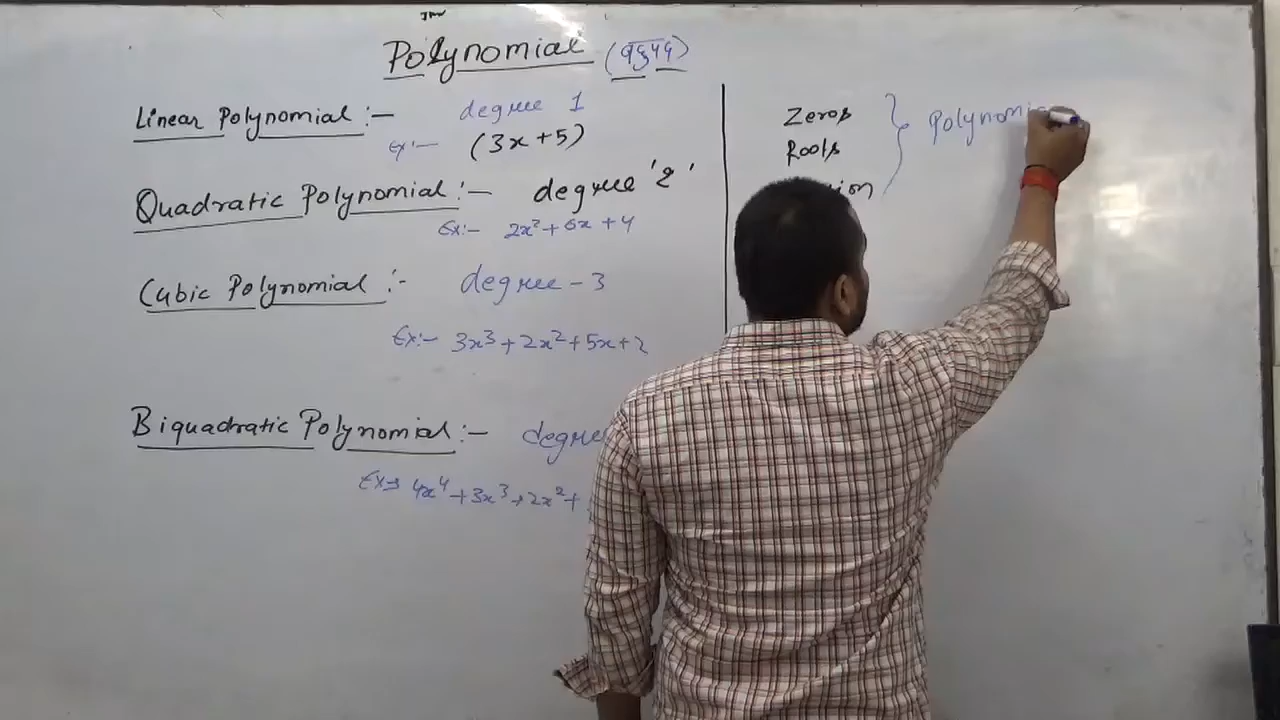 Polynomial (बहुपद)
Linear Polynomial :- degree 1
Ex :- (3x+5)
Quadratic Polynomial :- degree '2'
Ex:- 2x²+6x+4
Cubic Polynomial :- degree - 3
Ex:- 3x³+2x²+5x+2
Biquadratic Polynomial :- degree
Ex→ 4x⁴+3x³+2x²+
Zeros
Roots
Polynomi